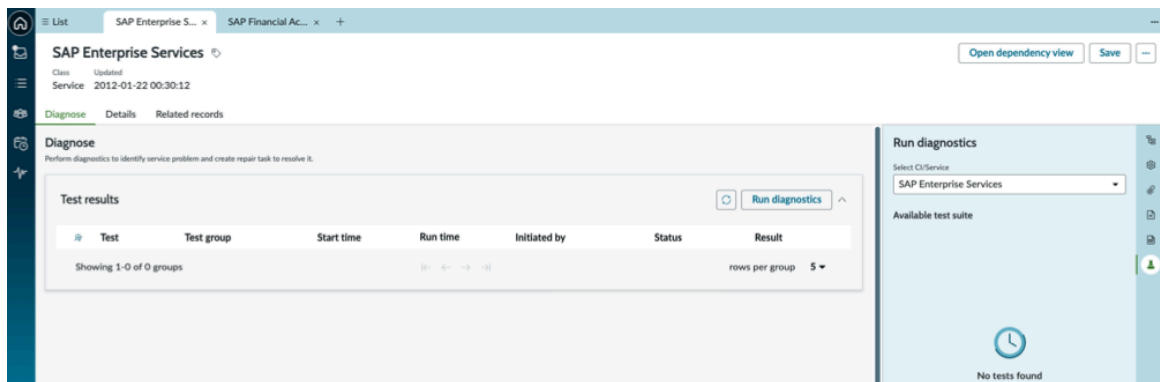 List
SAP Enterprise S... ×
SAP Financial Ac... ×
+
...
SAP Enterprise Services
Open dependency view
Save
...
Class Updated
Service 2012-01-22 00:30:12
Diagnose Details Related records
Diagnose
Perform diagnostics to identify service problem and create repair task to resolve it.
Test results
Run diagnostics
Test Test group Start time Run time Initiated by Status Result
Showing 1-0 of 0 groups
rows per group 5
Run diagnostics
Select CI/Service
SAP Enterprise Services
Available test suite
No tests found